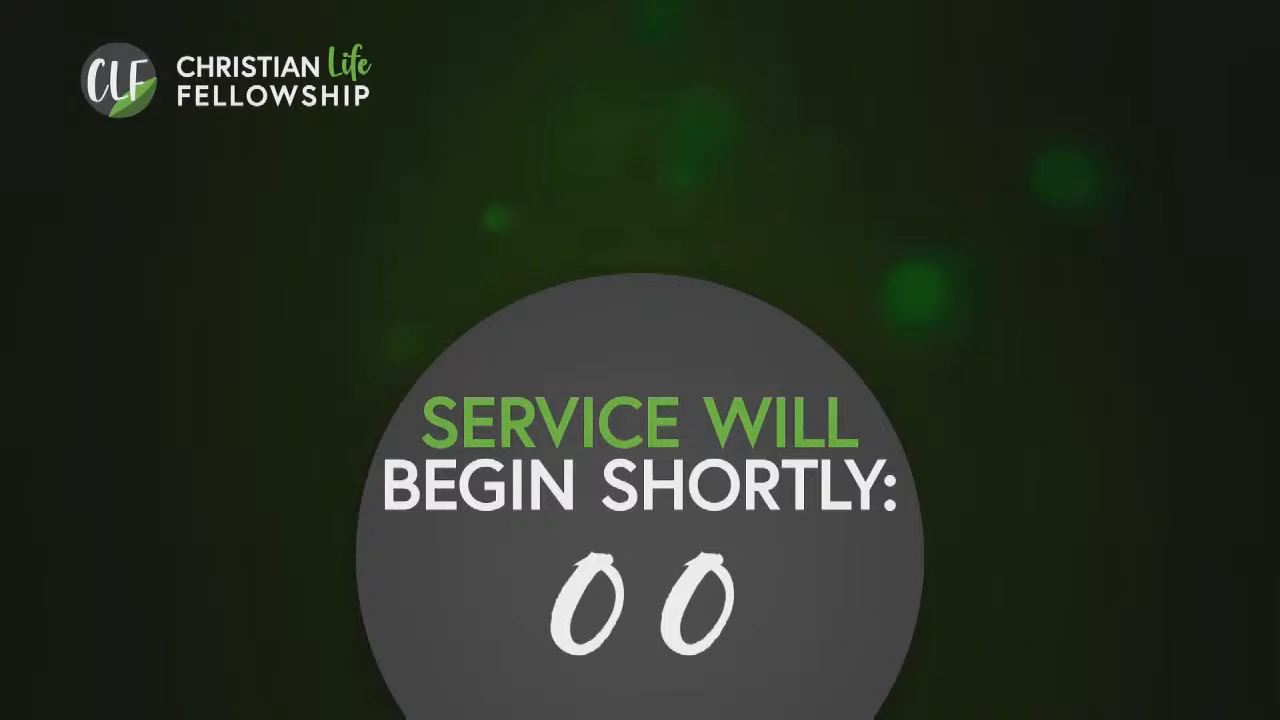 CLF
CHRISTIAN Life
FELLOWSHIP
SERVICE WILL
BEGIN SHORTLY:
00